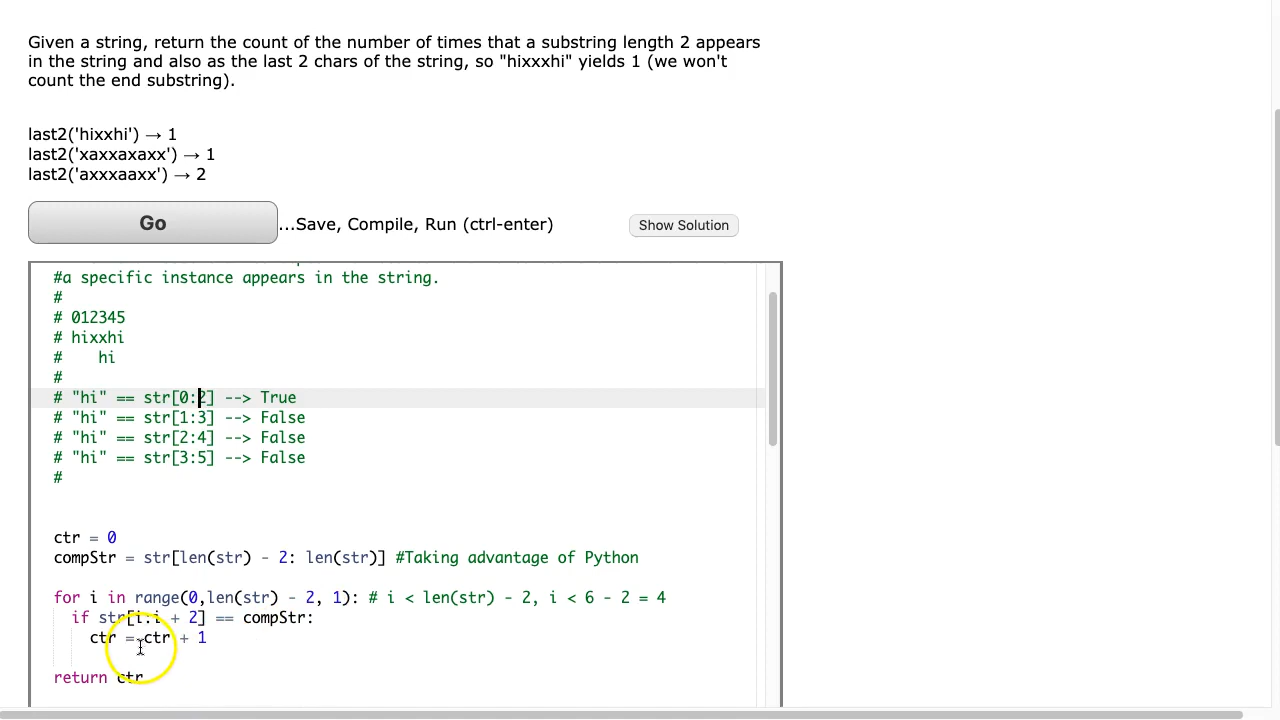 Given a string, return the count of the number of times that a substring length 2 appears
in the string and also as the last 2 chars of the string, so "hixxxhi" yields 1 (we won't
count the end substring).
last2('hixxhi') → 1
last2('xaxxaxaxx') → 1
last2('axxxaaxx') → 2
Go ...Save, Compile, Run (ctrl-enter) Show Solution
#a specific instance appears in the string.
#
# 012345
# hixxhi
#    hi
#
# "hi" == str[0:2] --> True
# "hi" == str[1:3] --> False
# "hi" == str[2:4] --> False
# "hi" == str[3:5] --> False
#
ctr = 0
compStr = str[len(str) - 2: len(str)] #Taking advantage of Python
for i in range(0,len(str) - 2, 1): # i < len(str) - 2, i < 6 - 2 = 4
  if str[i:i + 2] == compStr:
    ctr = ctr + 1
return ctr